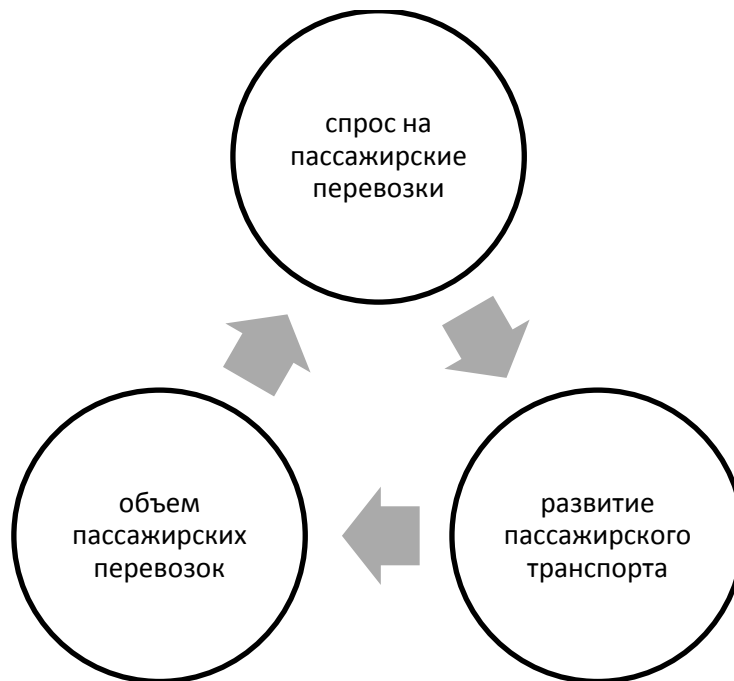 спрос на
пассажирские
перевозки
объем
пассажирских
перевозок
развитие
пассажирского
транспорта